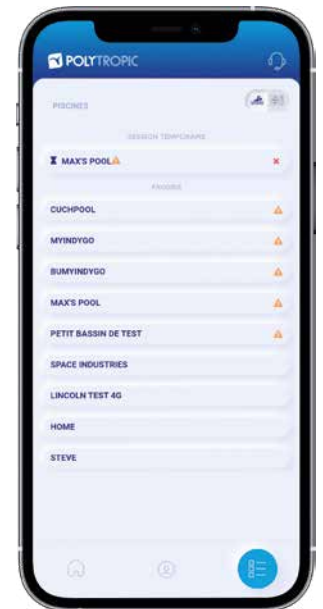 POLYTROPIC
PISCINES
SESSION TEMPORAIRE
MAX'S POOL
CUCHPOOL
MYINDYGO
BUMYINDYGO
MAX'S POOL
PETIT BASSIN DE TEST
SPACE INDUSTRIES
LINCOLN TEST 4G
HOME
STEVE